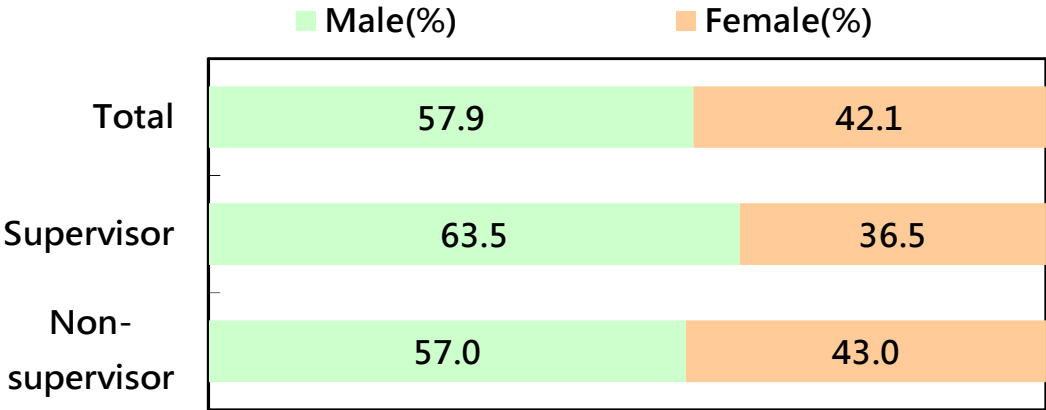 Male(%) Female(%)
Total 57.9 42.1
Supervisor 63.5 36.5
Non-
supervisor 57.0 43.0